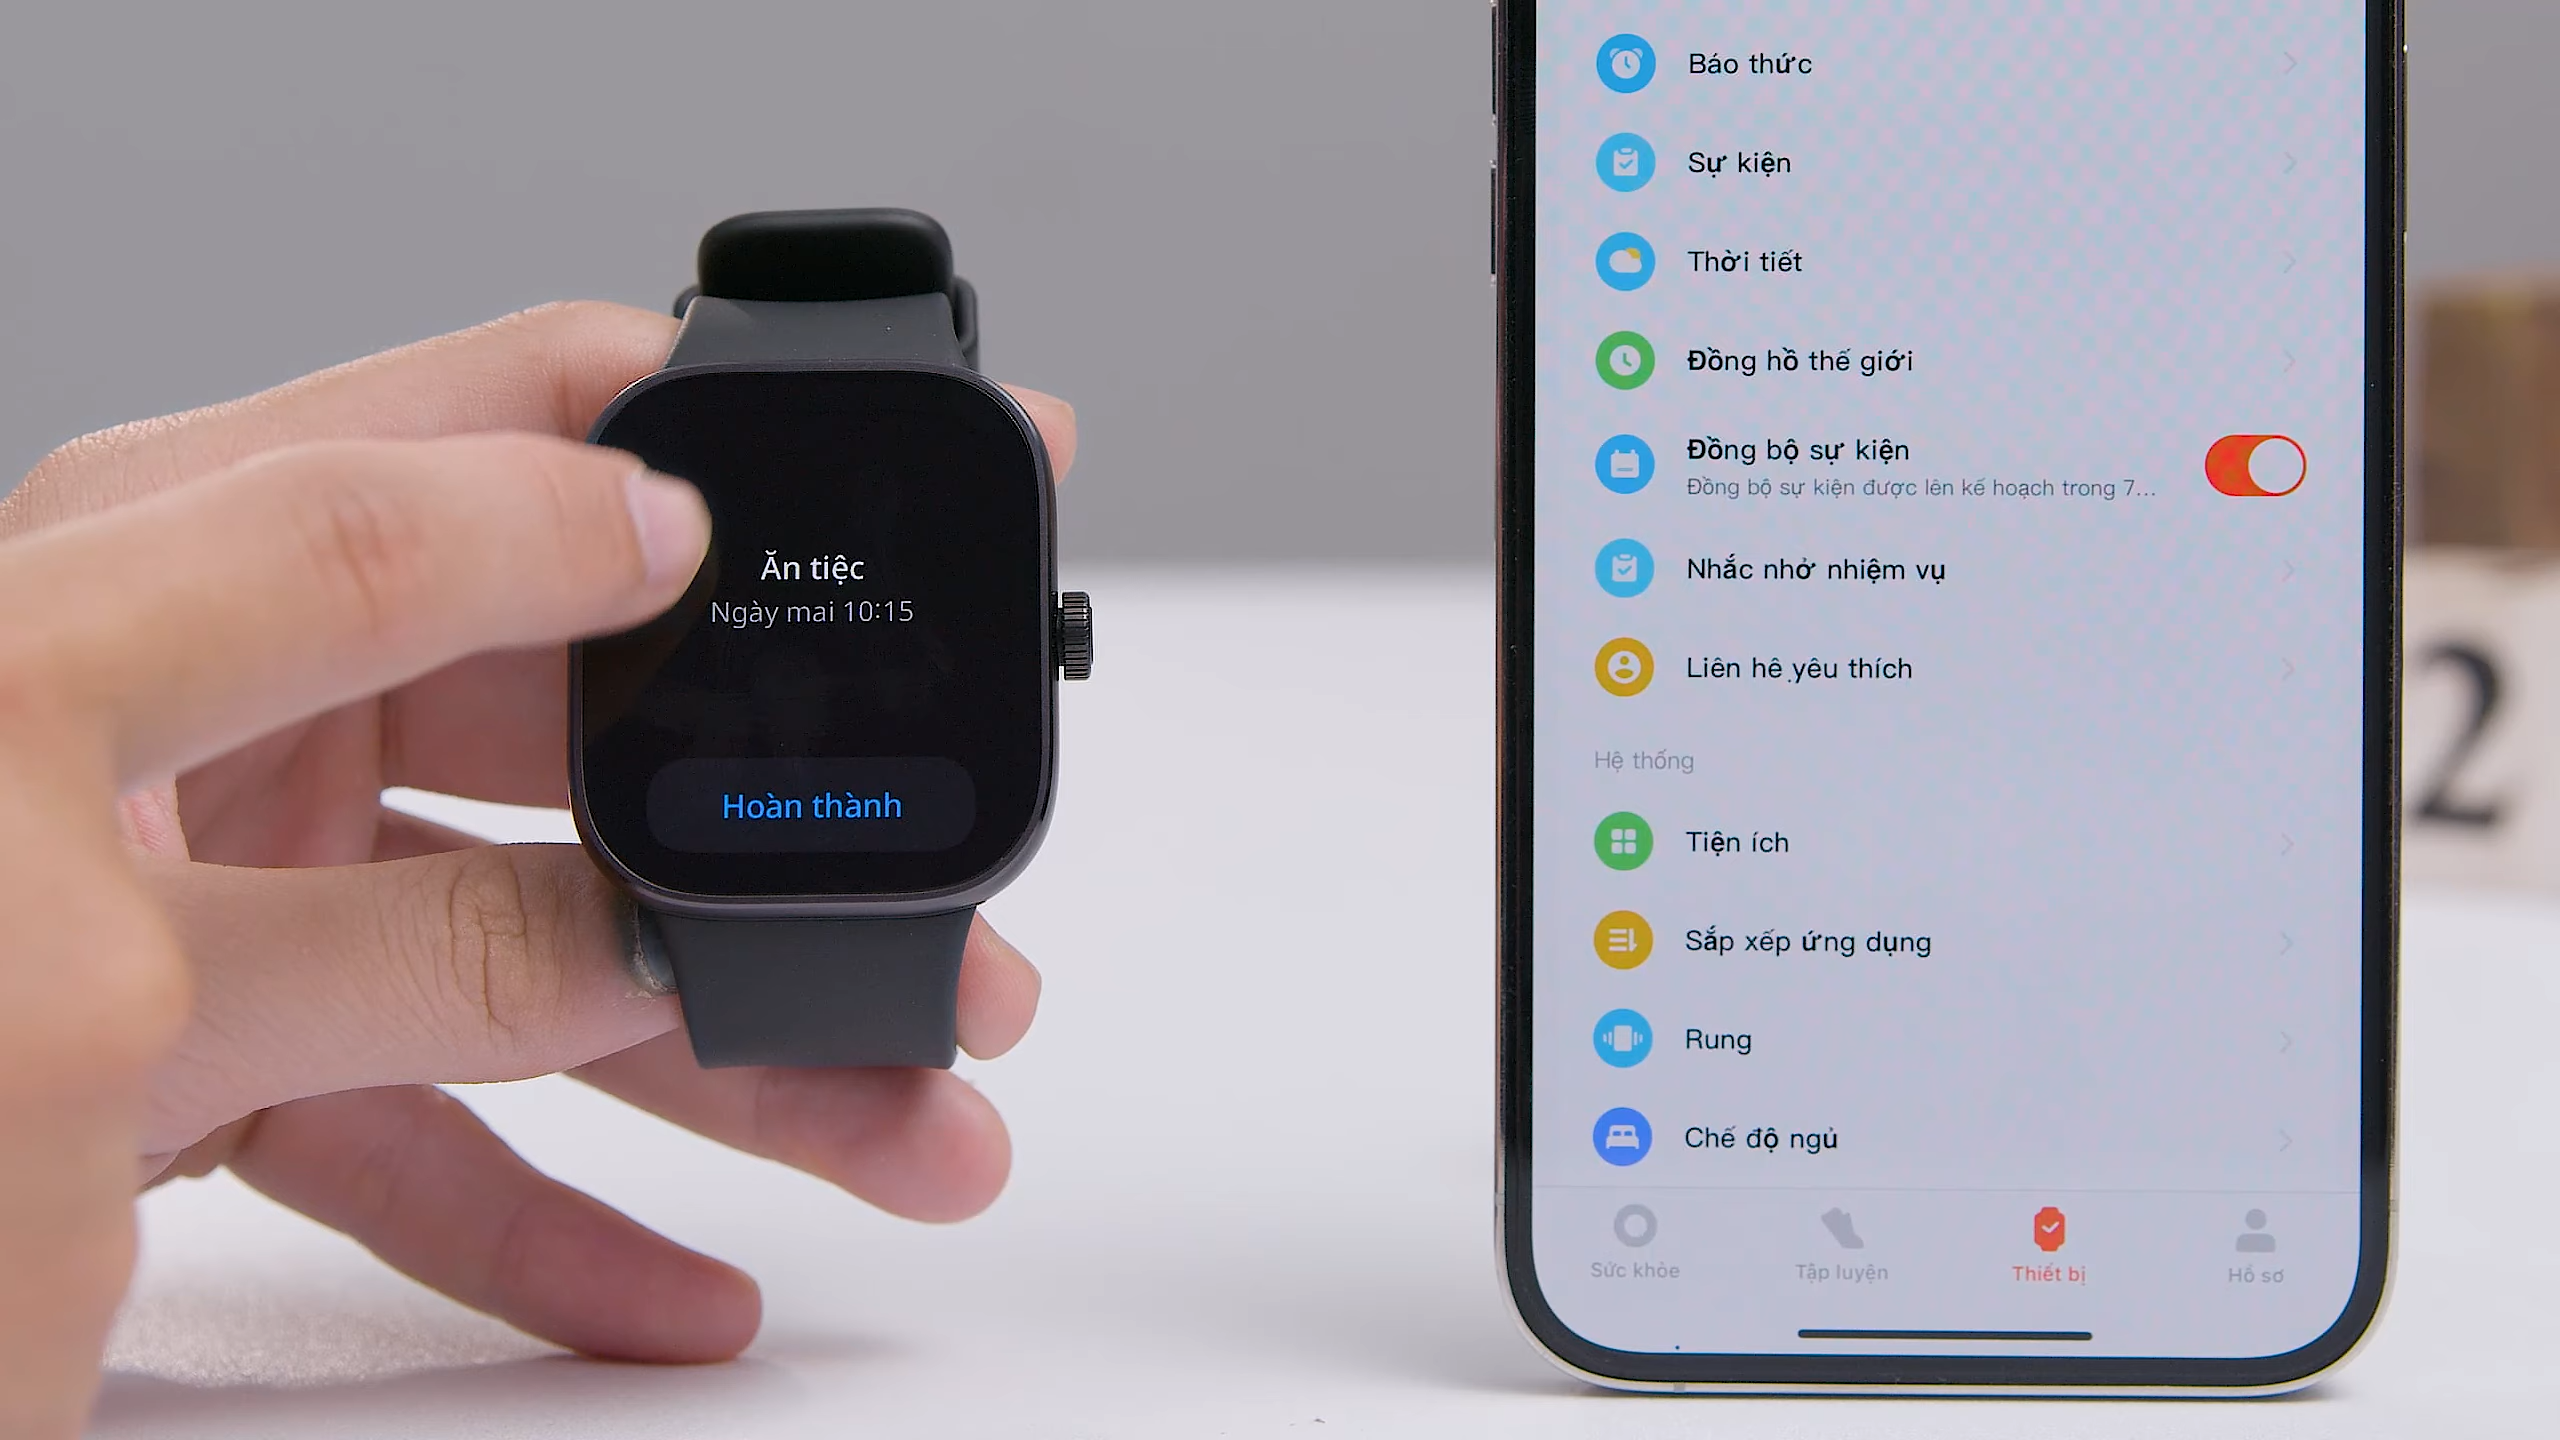 Ăn tiệc
Ngày mai 10:15
Hoàn thành
Báo thức
Sự kiện
Thời tiết
Đồng hồ thế giới
Đồng bộ sự kiện
Đồng bộ sự kiện được lên kế hoạch trong 7...
Nhắc nhở nhiệm vụ
Liên hệ yêu thích
Hệ thống
Tiện ích
Sắp xếp ứng dụng
Rung
Chế độ ngủ
Sức khỏe
Tập luyện
Thiết bị
Hồ sơ
2